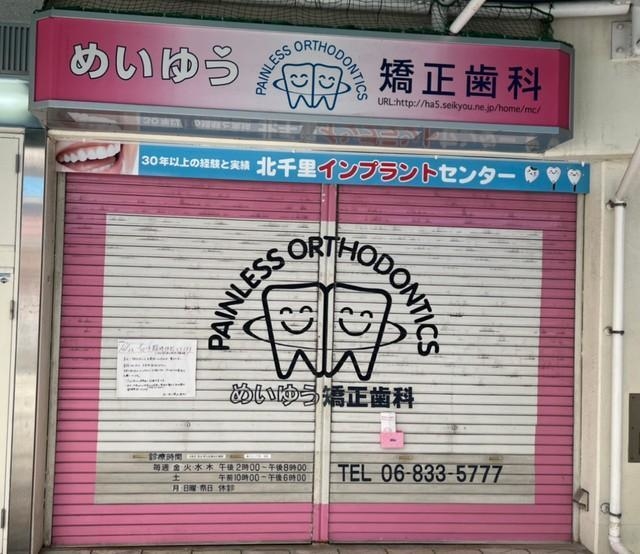 めいゆう
PAINLESS ORTHODONTICS
矯正歯科
URL:http://ha5.seikyou.ne.jp/home/mc/
30年以上の経験と実績 北千里インプラントセンター
PAINLESS ORTHODONTICS
めいゆう矯正歯科
診療時間
毎週 金・火・水・木 午後2時00~午後8時00
土 午前10時00~午後6時00
月・日曜・祭日 休診
TEL 06-833-5777